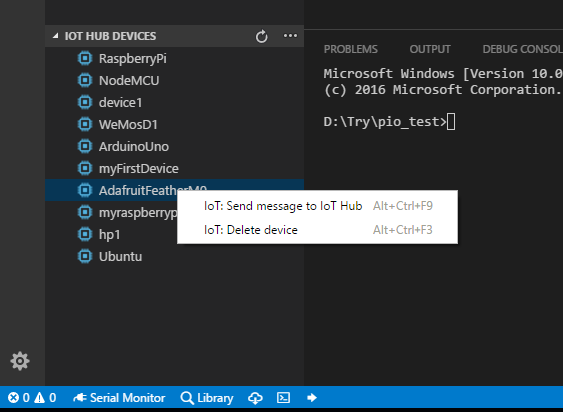 IOT HUB DEVICES
RaspberryPi
NodeMCU
device1
WeMosD1
ArduinoUno
myFirstDevice
AdafruitFeatherM0
myraspberryp
hp1
Ubuntu
IoT: Send message to IoT Hub Alt+Ctrl+F9
IoT: Delete device Alt+Ctrl+F3
PROBLEMS OUTPUT DEBUG CONSOL
Microsoft Windows [Version 10.0
(c) 2016 Microsoft Corporation.
D:\Try\pio_test>
0 0 Serial Monitor Library